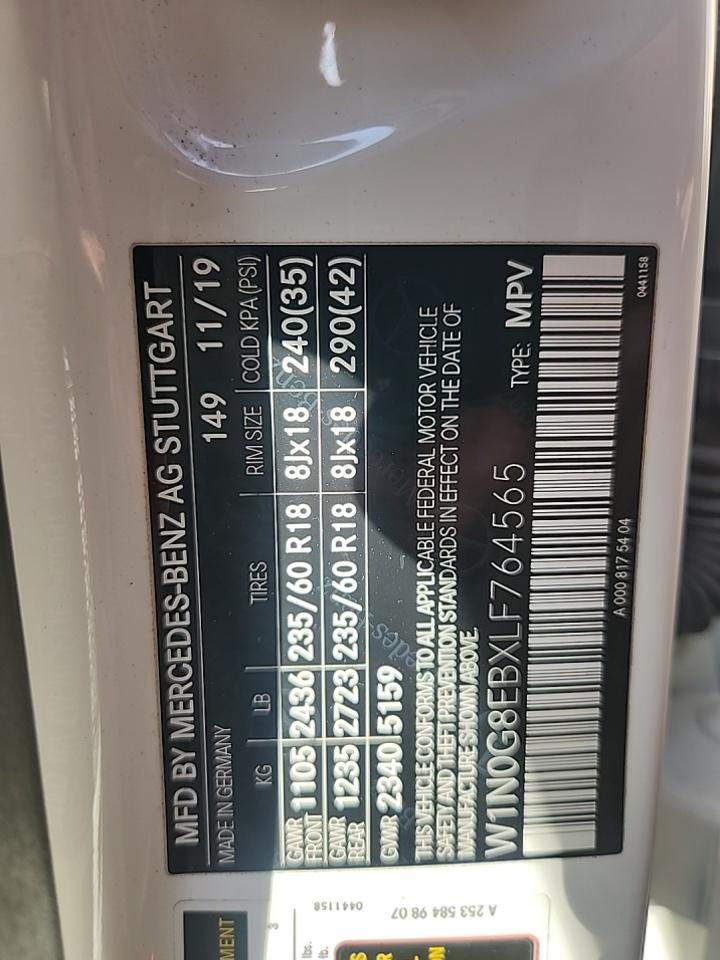 MFD BY MERCEDES-BENZ AG STUTTGART
MADE IN GERMANY 149 11/19
KG LB TIRES RIM SIZE COLD KPA(PSI)
GAWR FRONT 1105 2436 235/60 R18 8Jx18 240(35)
GAWR REAR 1235 2723 235/60 R18 8Jx18 290(42)
GVWR 2340 5159
THIS VEHICLE CONFORMS TO ALL APPLICABLE FEDERAL MOTOR VEHICLE
SAFETY AND THEFT PREVENTION STANDARDS IN EFFECT ON THE DATE OF
MANUFACTURE SHOWN ABOVE.
W1N0G8EBXLF764565 TYPE: MPV
A 000 817 54 04 0441158
A 253 584 98 07 0441158
MENT
3
lbs.